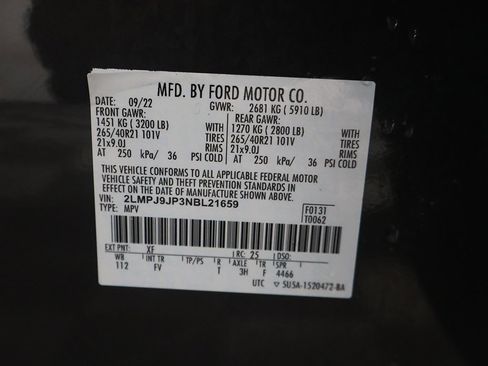 MFD. BY FORD MOTOR CO.
DATE: 09/22 GVWR: 2681 KG ( 5910 LB)
FRONT GAWR: REAR GAWR:
1451 KG ( 3200 LB) WITH 1270 KG ( 2800 LB) WITH
265/40R21 101V TIRES 265/40R21 101V TIRES
21x9.0J RIMS 21x9.0J RIMS
AT 250 kPa/ 36 PSI COLD AT 250 kPa/ 36 PSI COLD
THIS VEHICLE CONFORMS TO ALL APPLICABLE FEDERAL MOTOR
VEHICLE SAFETY AND THEFT PREVENTION STANDARDS IN
EFFECT ON THE DATE OF MANUFACTURE SHOWN ABOVE.
VIN: 2LMPJ9JP3NBL21659 F0131
TYPE: MPV T0062
EXT PNT: XF RC: 25 DSO:
WB INT TR TP/PS R AXLE TR SPR
112 FV T 3H F 4466
UTC ▽ 5U5A-1520472-BA